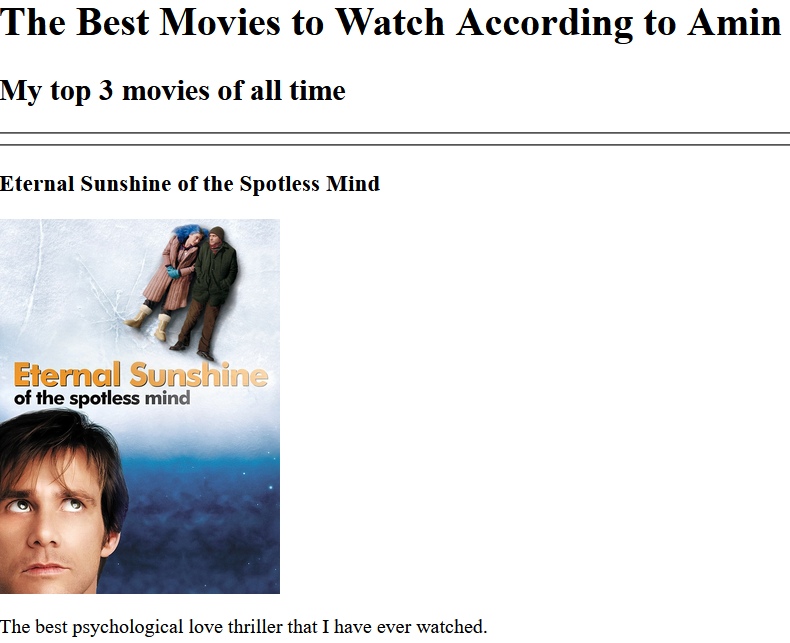 The Best Movies to Watch According to Amin
My top 3 movies of all time
Eternal Sunshine of the Spotless Mind
Eternal Sunshine
of the spotless mind
The best psychological love thriller that I have ever watched.